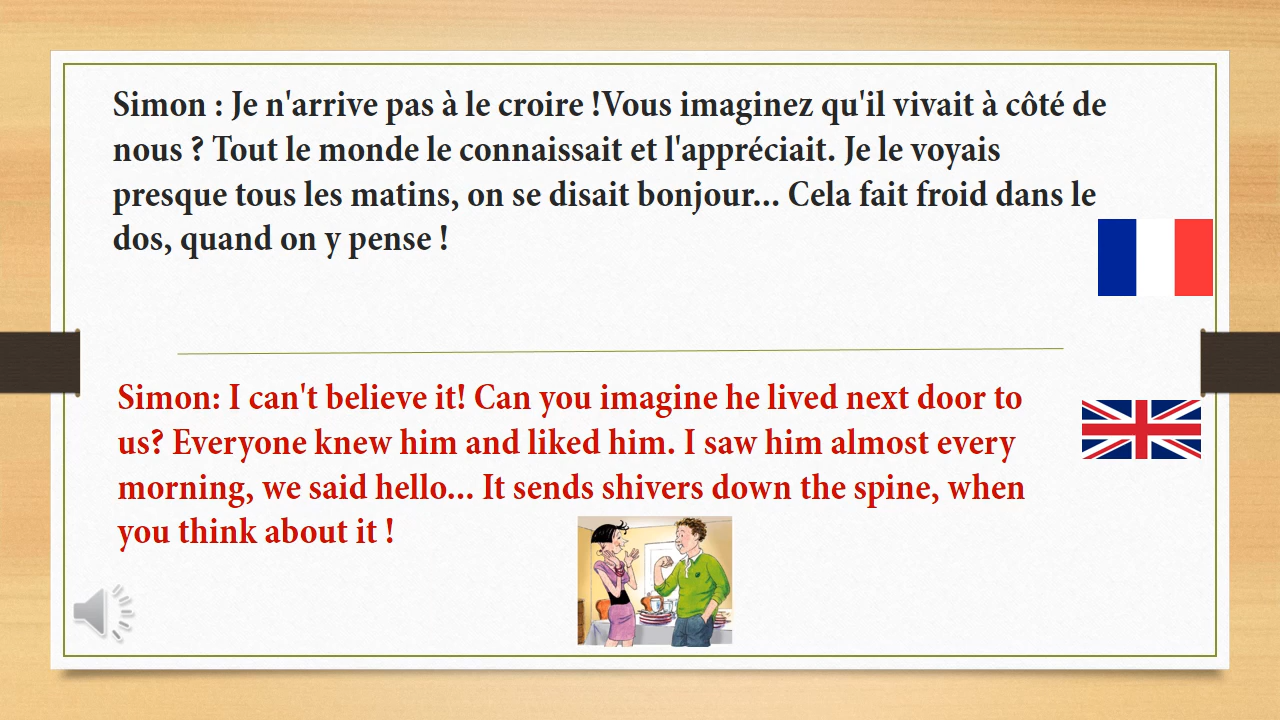 Simon : Je n'arrive pas à le croire !Vous imaginez qu'il vivait à côté de
nous ? Tout le monde le connaissait et l'appréciait. Je le voyais
presque tous les matins, on se disait bonjour... Cela fait froid dans le
dos, quand on y pense !
Simon: I can't believe it! Can you imagine he lived next door to
us? Everyone knew him and liked him. I saw him almost every
morning, we said hello... It sends shivers down the spine, when
you think about it !